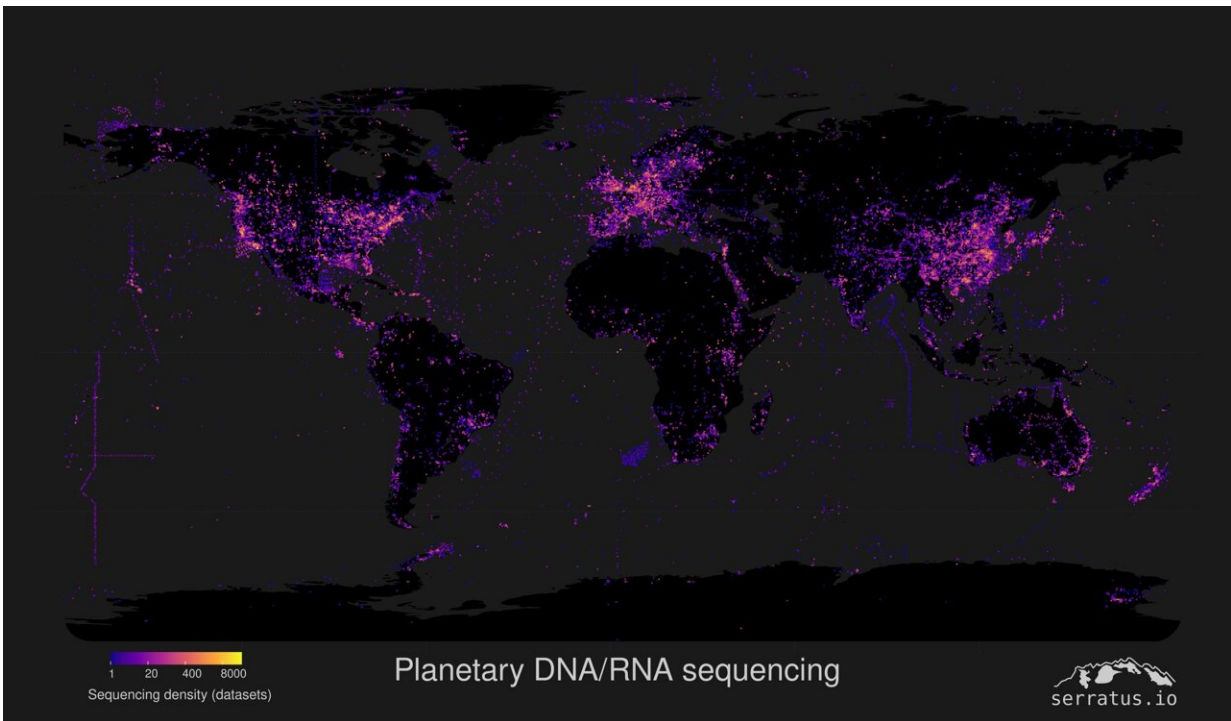 1 20 400 8000
Sequencing density (datasets)
Planetary DNA/RNA sequencing
serratus.io